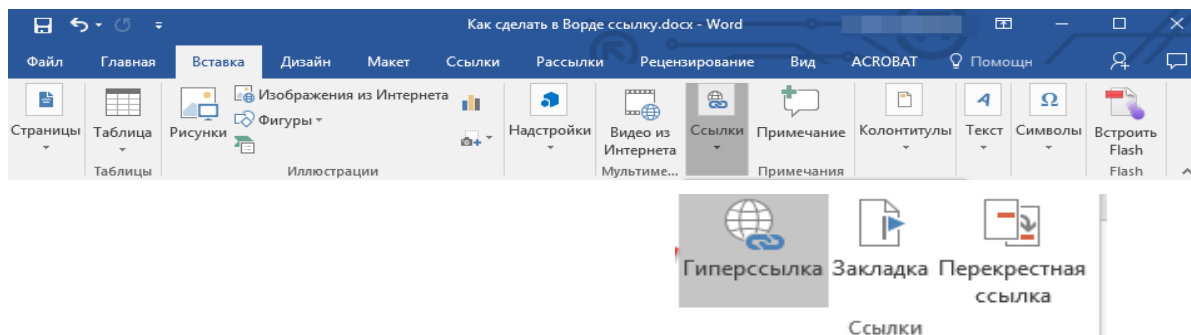 Как сделать в Ворде ссылку.docx - Word
Файл Главная Вставка Дизайн Макет Ссылки Рассылки Рецензирование Вид ACROBAT Помощн
Страницы Таблица Рисунки Изображения из Интернета Фигуры Надстройки Видео из Интернета Ссылки Примечание Колонтитулы Текст Символы Встроить Flash
Таблицы Иллюстрации Мультиме... Примечания Flash
Гиперссылка Закладка Перекрестная
ссылка
Ссылки